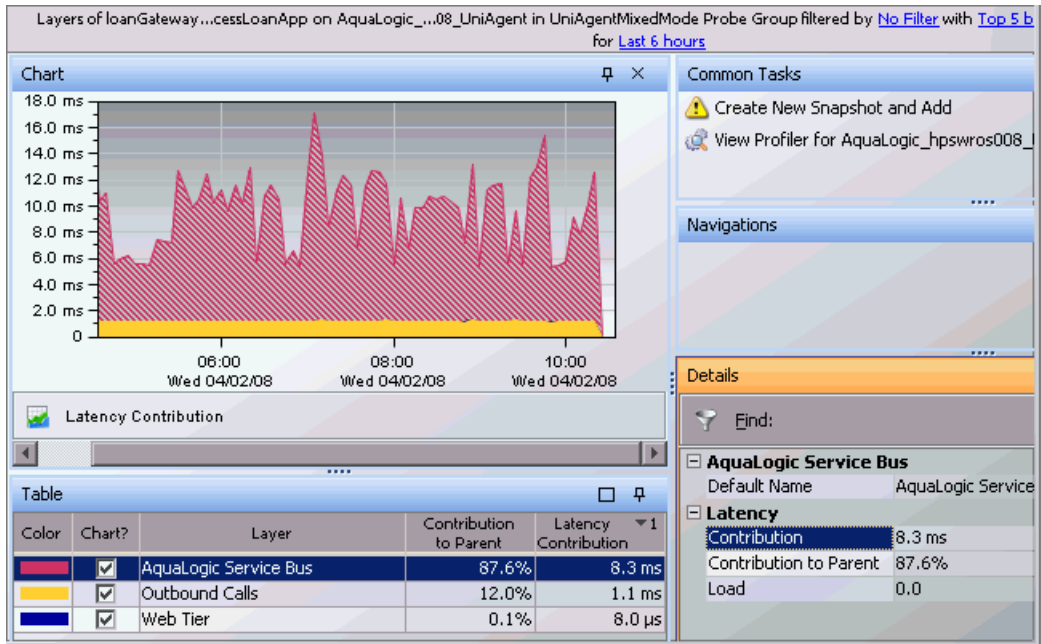 Layers of loanGateway...cessLoanApp on AquaLogic_...08_UniAgent in UniAgentMixedMode Probe Group filtered by No Filter with Top 5 b
for Last 6 hours
Chart
18.0 ms
16.0 ms
14.0 ms
12.0 ms
10.0 ms
8.0 ms
6.0 ms
4.0 ms
2.0 ms
0
06:00 08:00 10:00
Wed 04/02/08 Wed 04/02/08 Wed 04/02/08
Latency Contribution
Table
Color Chart? Layer Contribution to Parent Latency Contribution 1
AquaLogic Service Bus 87.6% 8.3 ms
Outbound Calls 12.0% 1.1 ms
Web Tier 0.1% 8.0 µs
Common Tasks
Create New Snapshot and Add
View Profiler for AquaLogic_hpswros008_
Navigations
Details
Find:
AquaLogic Service Bus
Default Name AquaLogic Service
Latency
Contribution 8.3 ms
Contribution to Parent 87.6%
Load 0.0